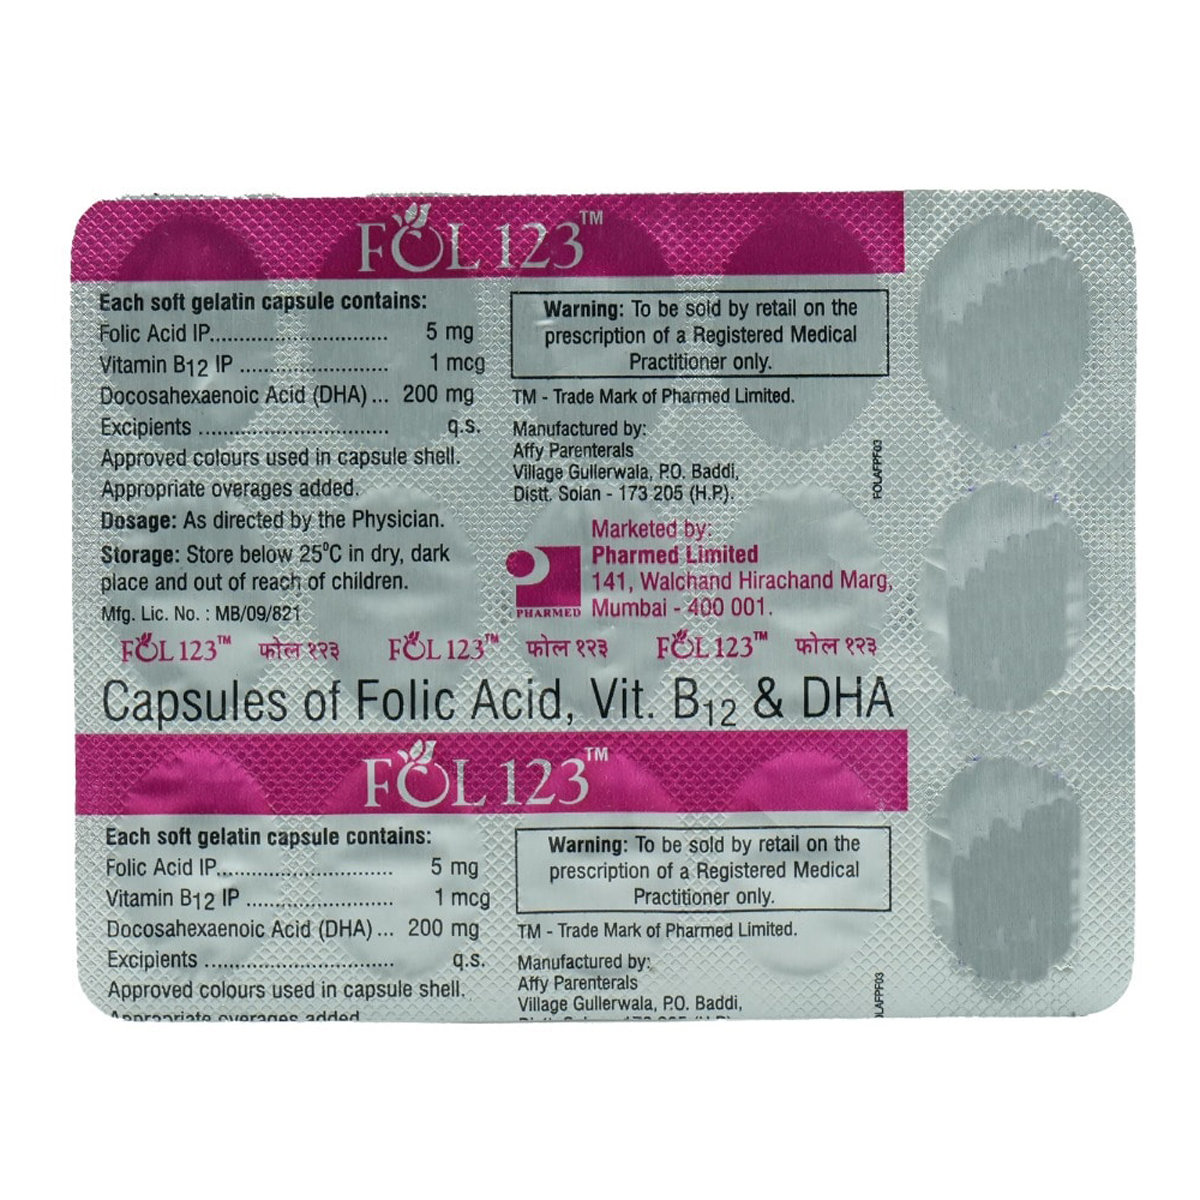 FOL 123™
Each soft gelatin capsule contains:
Folic Acid IP............................ 5 mg
Vitamin B12 IP ........................ 1 mcg
Docosahexaenoic Acid (DHA)... 200 mg
Excipients .............................. q.s.
Approved colours used in capsule shell.
Appropriate overages added.
Dosage: As directed by the Physician.
Storage: Store below 25⁰C in dry, dark
place and out of reach of children.
Mfg. Lic. No. : MB/09/821
Warning: To be sold by retail on the
prescription of a Registered Medical
Practitioner only.
TM - Trade Mark of Pharmed Limited.
Manufactured by:
Affy Parenterals
Village Gullerwala, P.O. Baddi,
Distt. Solan - 173 205 (H.P.).
FOLAFPF03
Marketed by:
Pharmed Limited
141, Walchand Hirachand Marg,
Mumbai - 400 001.
PHARMED
FOL 123™ फोल १२३ FOL 123™ फोल १२३ FOL 123™ फोल १२३
Capsules of Folic Acid, Vit. B12 & DHA
FOL 123™
Each soft gelatin capsule contains:
Folic Acid IP............................ 5 mg
Vitamin B12 IP ........................ 1 mcg
Docosahexaenoic Acid (DHA)... 200 mg
Excipients .............................. q.s.
Approved colours used in capsule shell.
Appropriate overages added
Warning: To be sold by retail on the
prescription of a Registered Medical
Practitioner only.
TM - Trade Mark of Pharmed Limited.
Manufactured by:
Affy Parenterals
Village Gullerwala, P.O. Baddi,